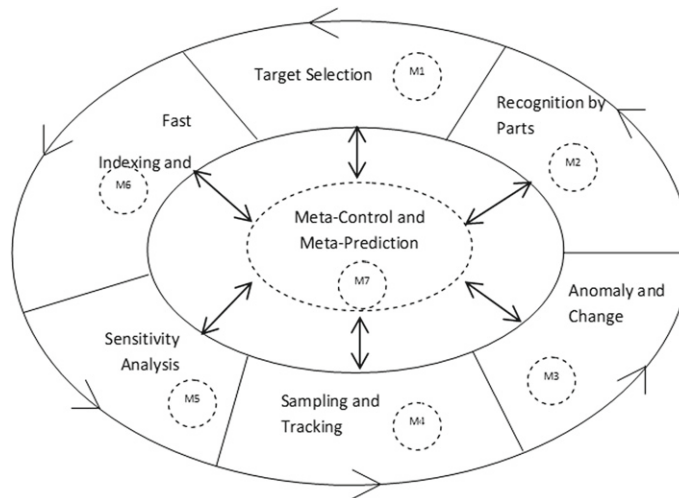 Target Selection
M1
Recognition by
Parts
M2
Fast
Indexing and
M6
Meta-Control and
Meta-Prediction
M7
Anomaly and
Change
M3
Sensitivity
Analysis
M5
Sampling and
Tracking
M4